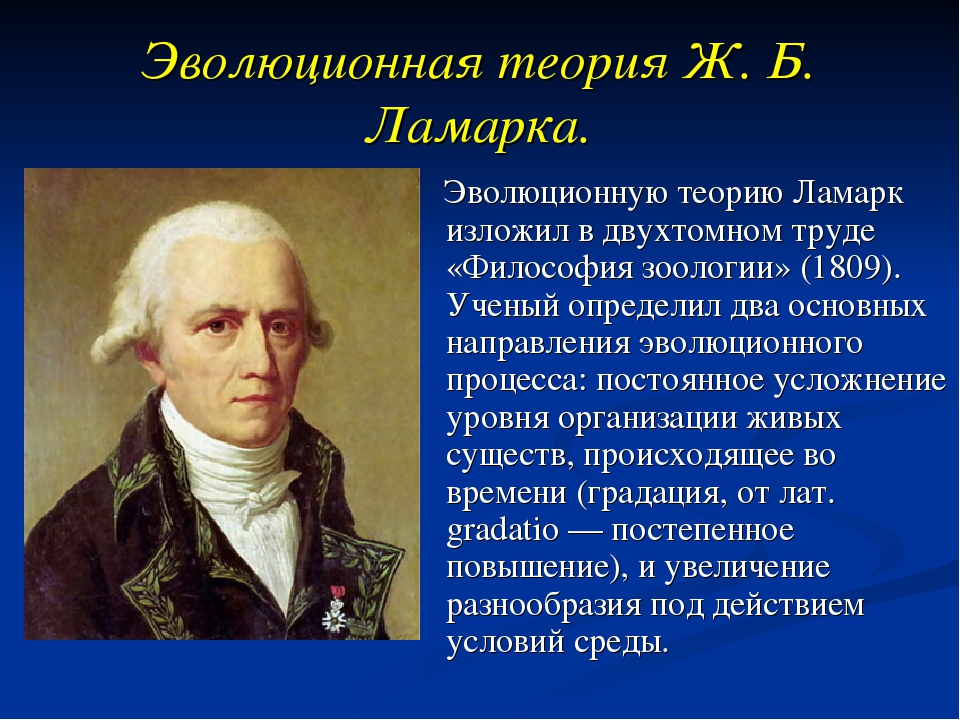 Эволюционная теория Ж. Б.
Ламарка.
Эволюционную теорию Ламарк
изложил в двухтомном труде
«Философия зоологии» (1809).
Ученый определил два основных
направления эволюционного
процесса: постоянное усложнение
уровня организации живых
существ, происходящее во
времени (градация, от лат.
gradatio — постепенное
повышение), и увеличение
разнообразия под действием
условий среды.